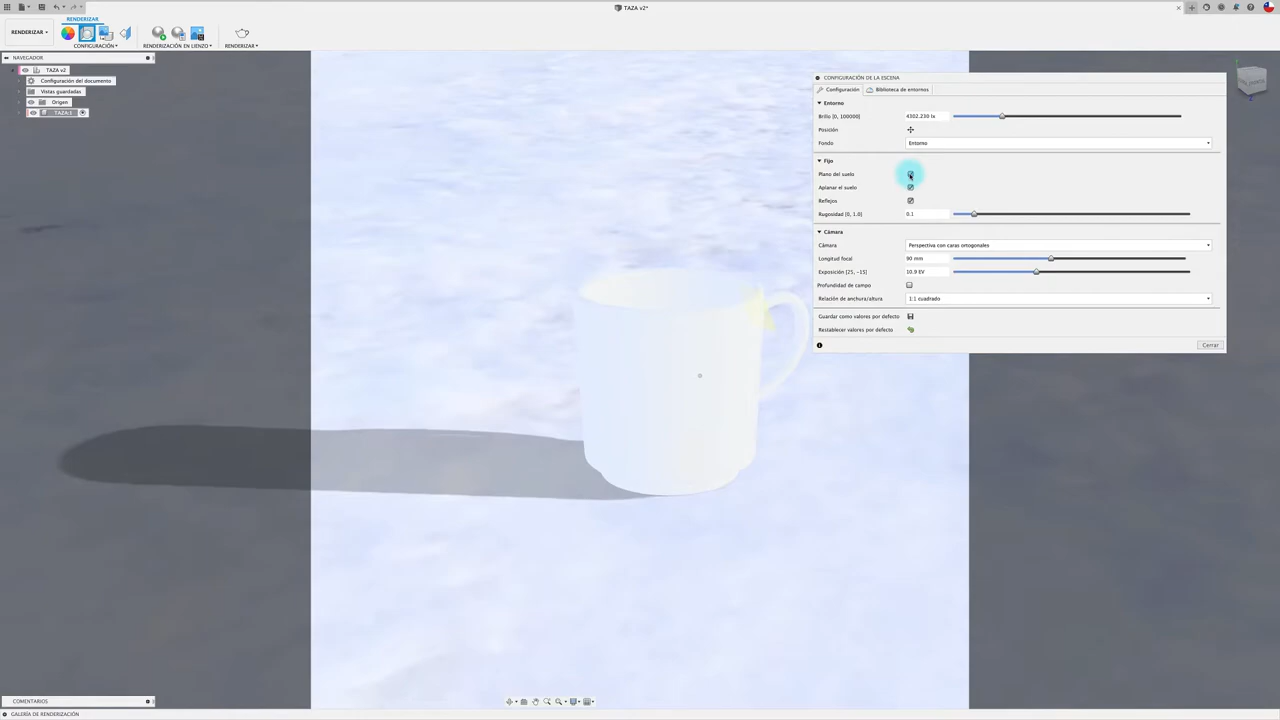 TAZA v2*
RENDERIZAR
RENDERIZAR
CONFIGURACIÓN
RENDERIZACIÓN EN LIENZO
RENDERIZAR
NAVEGADOR
TAZA v2
Configuración del documento
Vistas guardadas
Origen
TAZA:1
CONFIGURACIÓN DE LA ESCENA
Configuración
Biblioteca de entornos
Entorno
Brillo [0, 100000] 4302.230 lx
Posición
Fondo Entorno
Fijo
Plano del suelo
Aplanar el suelo
Reflejos
Rugosidad [0, 1.0] 0.1
Cámara
Cámara Perspectiva con caras ortogonales
Longitud focal 90 mm
Exposición [25, -15] 10.9 EV
Profundidad de campo
Relación de anchura/altura 1:1 cuadrado
Guardar como valores por defecto
Restablecer valores por defecto
Cerrar
COMENTARIOS
GALERÍA DE RENDERIZACIÓN